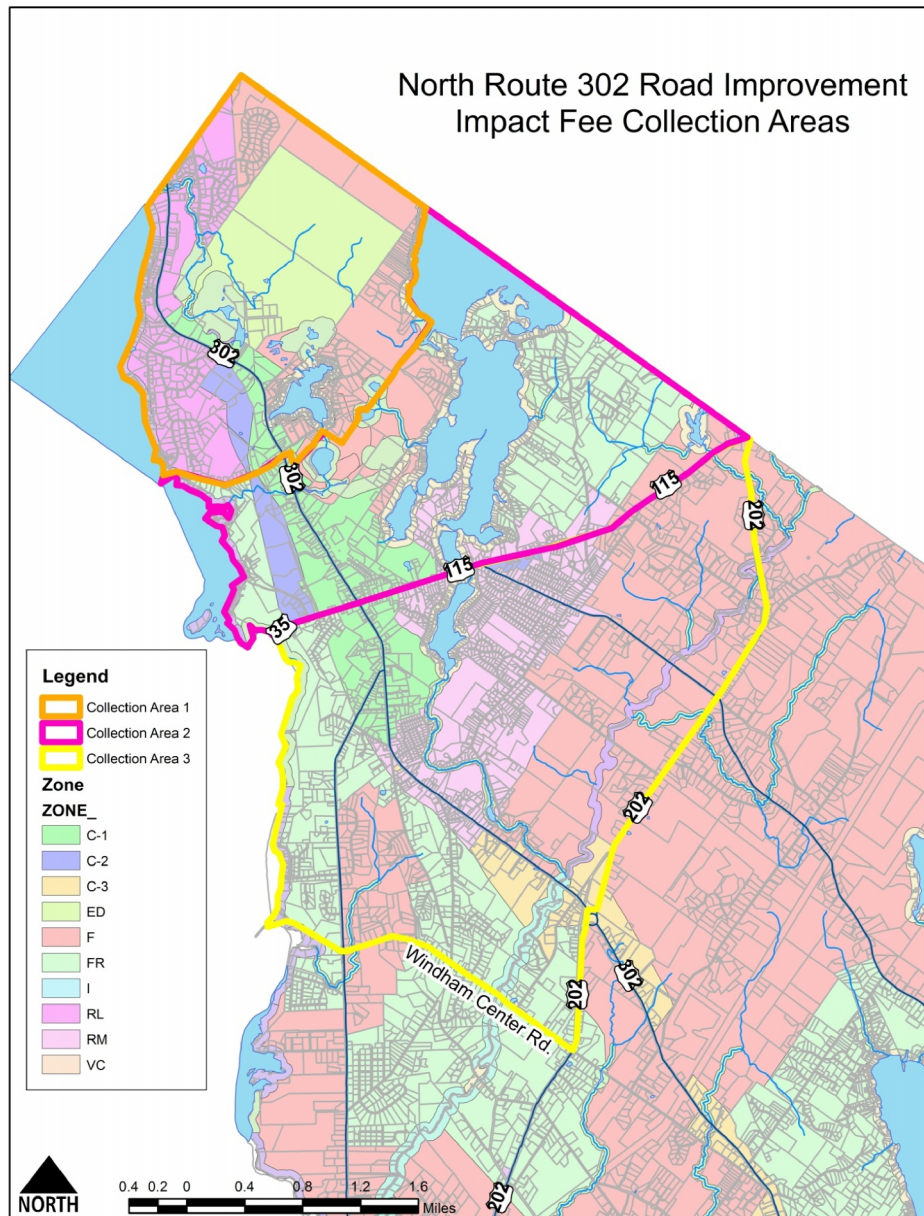 North Route 302 Road Improvement
Impact Fee Collection Areas
302
302
115
202
115
35
202
Windham Center Rd.
202
302
202
Legend
Collection Area 1
Collection Area 2
Collection Area 3
Zone
ZONE_
C-1
C-2
C-3
ED
F
FR
I
RL
RM
VC
NORTH
0.4 0.2 0 0.4 0.8 1.2 1.6
Miles